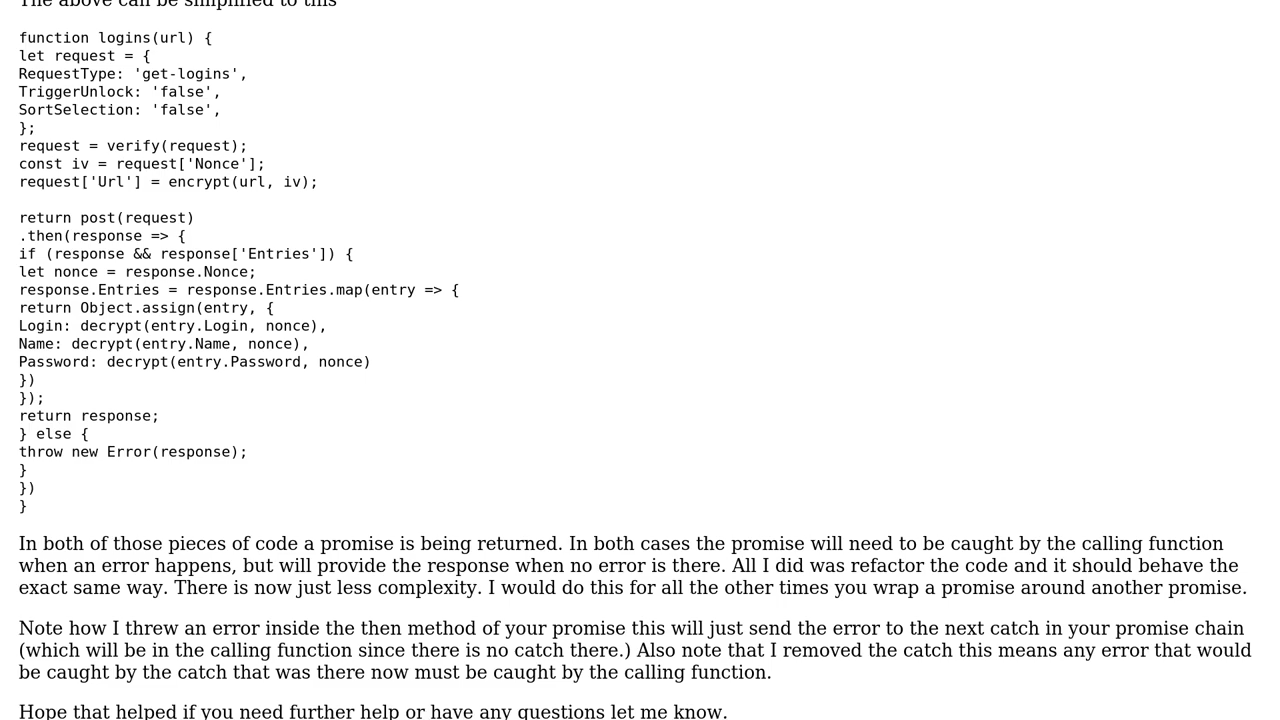 The above can be simplified to this
function logins(url) {
let request = {
RequestType: 'get-logins',
TriggerUnlock: 'false',
SortSelection: 'false',
};
request = verify(request);
const iv = request['Nonce'];
request['Url'] = encrypt(url, iv);
return post(request)
.then(response => {
if (response && response['Entries']) {
let nonce = response.Nonce;
response.Entries = response.Entries.map(entry => {
return Object.assign(entry, {
Login: decrypt(entry.Login, nonce),
Name: decrypt(entry.Name, nonce),
Password: decrypt(entry.Password, nonce)
})
});
return response;
} else {
throw new Error(response);
}
})
}
In both of those pieces of code a promise is being returned. In both cases the promise will need to be caught by the calling function
when an error happens, but will provide the response when no error is there. All I did was refactor the code and it should behave the
exact same way. There is now just less complexity. I would do this for all the other times you wrap a promise around another promise.
Note how I threw an error inside the then method of your promise this will just send the error to the next catch in your promise chain
(which will be in the calling function since there is no catch there.) Also note that I removed the catch this means any error that would
be caught by the catch that was there now must be caught by the calling function.
Hope that helped if you need further help or have any questions let me know.